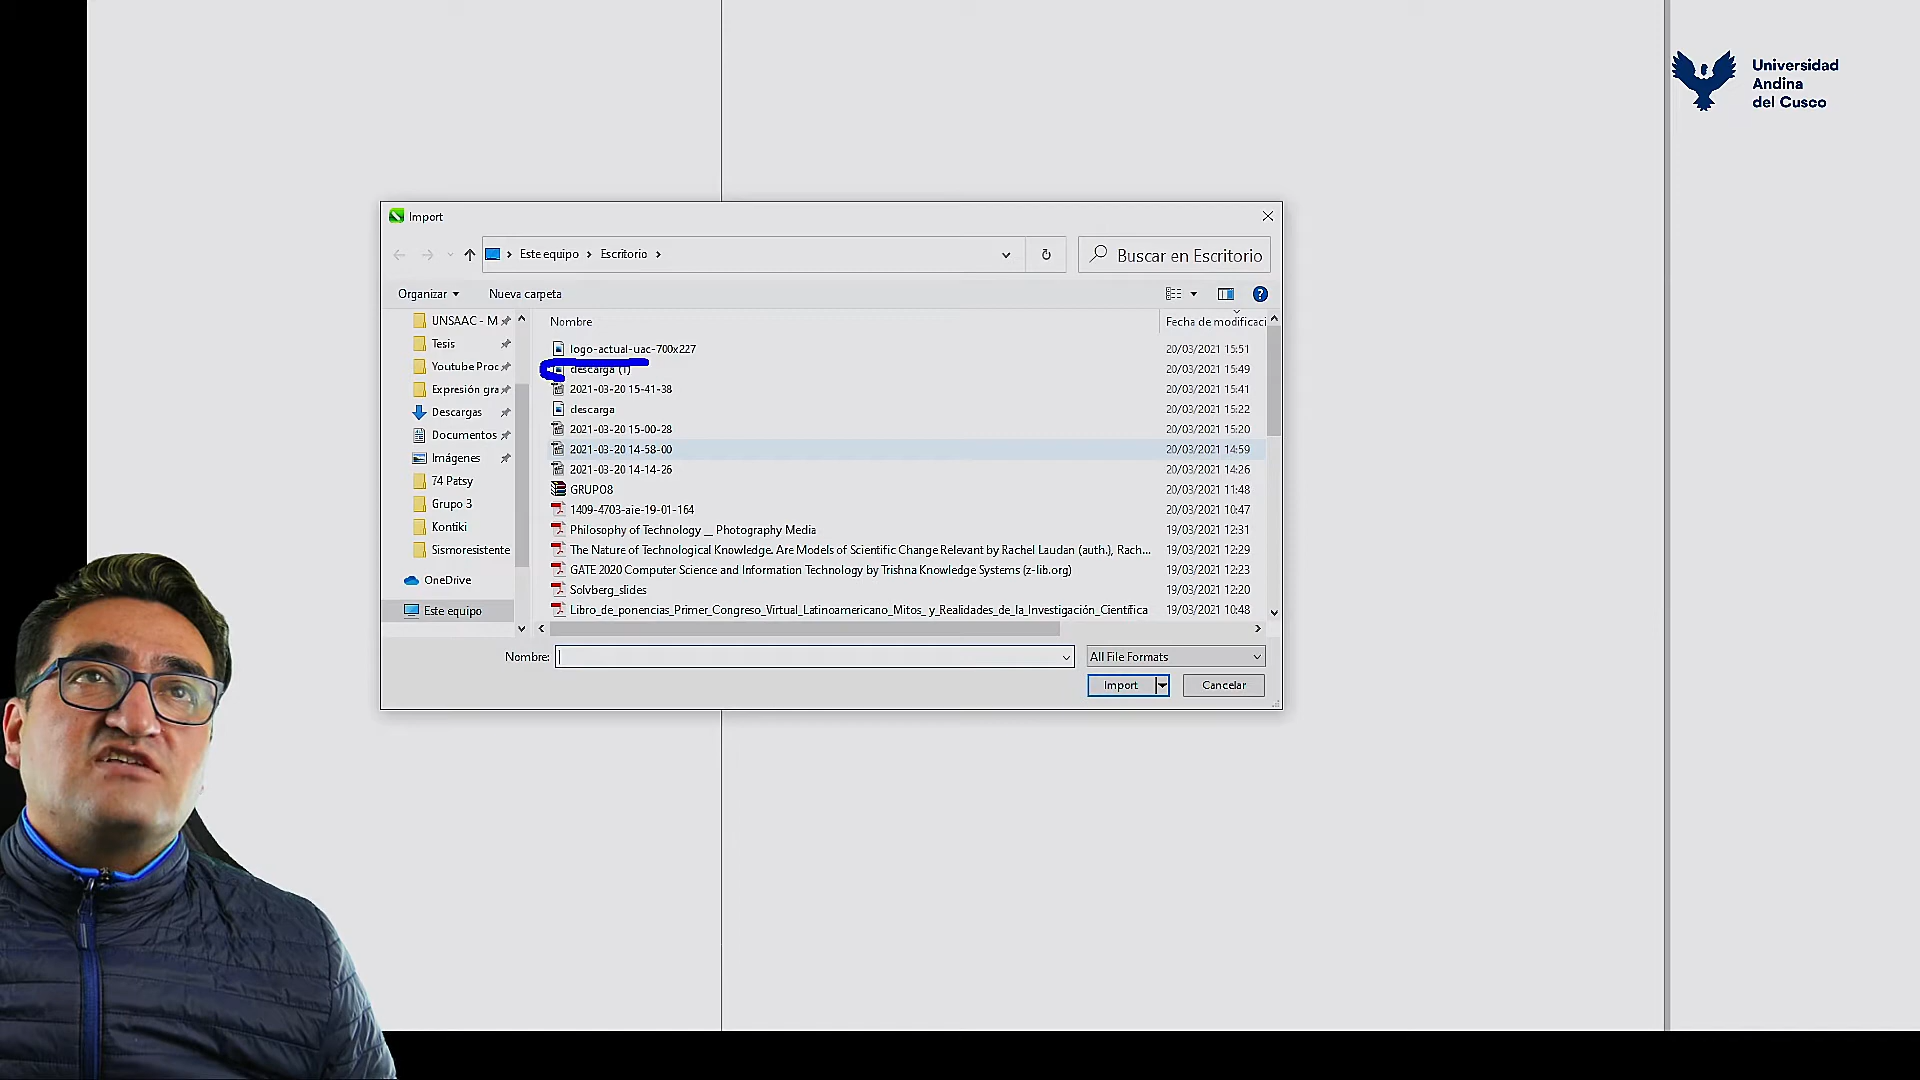 Universidad
Andina
del Cusco
Import
Este equipo
Escritorio
Buscar en Escritorio
Organizar
Nueva carpeta
UNSAAC - M
Tesis
Youtube Proc
Expresión gra
Descargas
Documentos
Imágenes
74 Patsy
Grupo 3
Kontiki
Sismoresistente
OneDrive
Este equipo
Nombre Fecha de modificaci
logo-actual-uac-700x227 20/03/2021 15:51
descarga (1) 20/03/2021 15:49
2021-03-20 15-41-38 20/03/2021 15:41
descarga 20/03/2021 15:22
2021-03-20 15-00-28 20/03/2021 15:20
2021-03-20 14-58-00 20/03/2021 14:59
2021-03-20 14-14-26 20/03/2021 14:26
GRUPO8 20/03/2021 11:48
1409-4703-aie-19-01-164 20/03/2021 10:47
Philosophy of Technology __ Photography Media 19/03/2021 12:31
The Nature of Technological Knowledge. Are Models of Scientific Change Relevant by Rachel Laudan (auth.), Rach... 19/03/2021 12:29
GATE 2020 Computer Science and Information Technology by Trishna Knowledge Systems (z-lib.org) 19/03/2021 12:23
Solvberg_slides 19/03/2021 12:20
Libro_de_ponencias_Primer_Congreso_Virtual_Latinoamericano_Mitos_ y_Realidades_de_la_Investigación_Científica 19/03/2021 10:48
Nombre:
All File Formats
Import
Cancelar